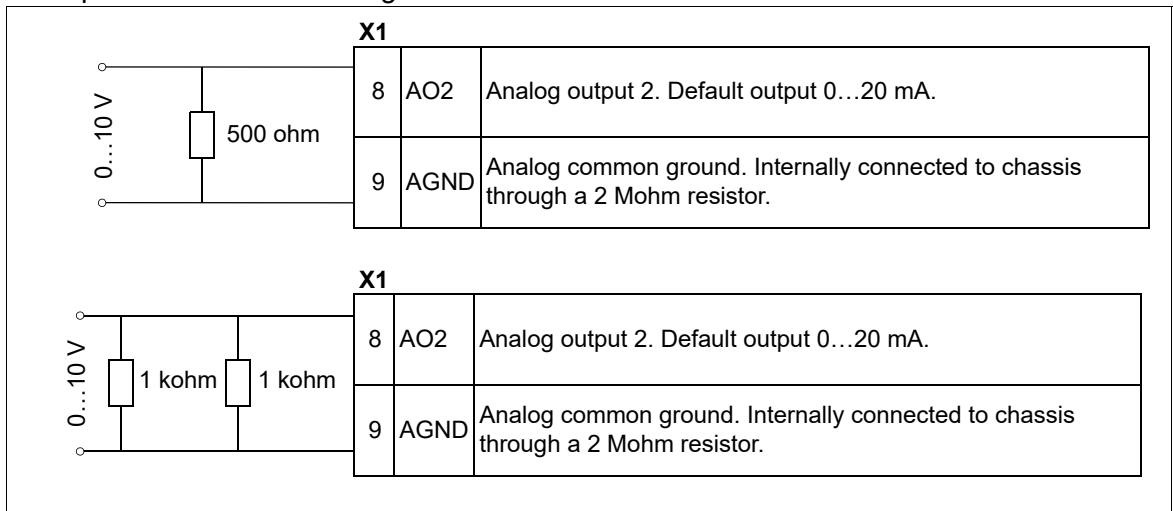 X1
0…10 V
500 ohm
8 AO2 Analog output 2. Default output 0…20 mA.
9 AGND Analog common ground. Internally connected to chassis
through a 2 Mohm resistor.
X1
0…10 V
1 kohm 1 kohm
8 AO2 Analog output 2. Default output 0…20 mA.
9 AGND Analog common ground. Internally connected to chassis
through a 2 Mohm resistor.